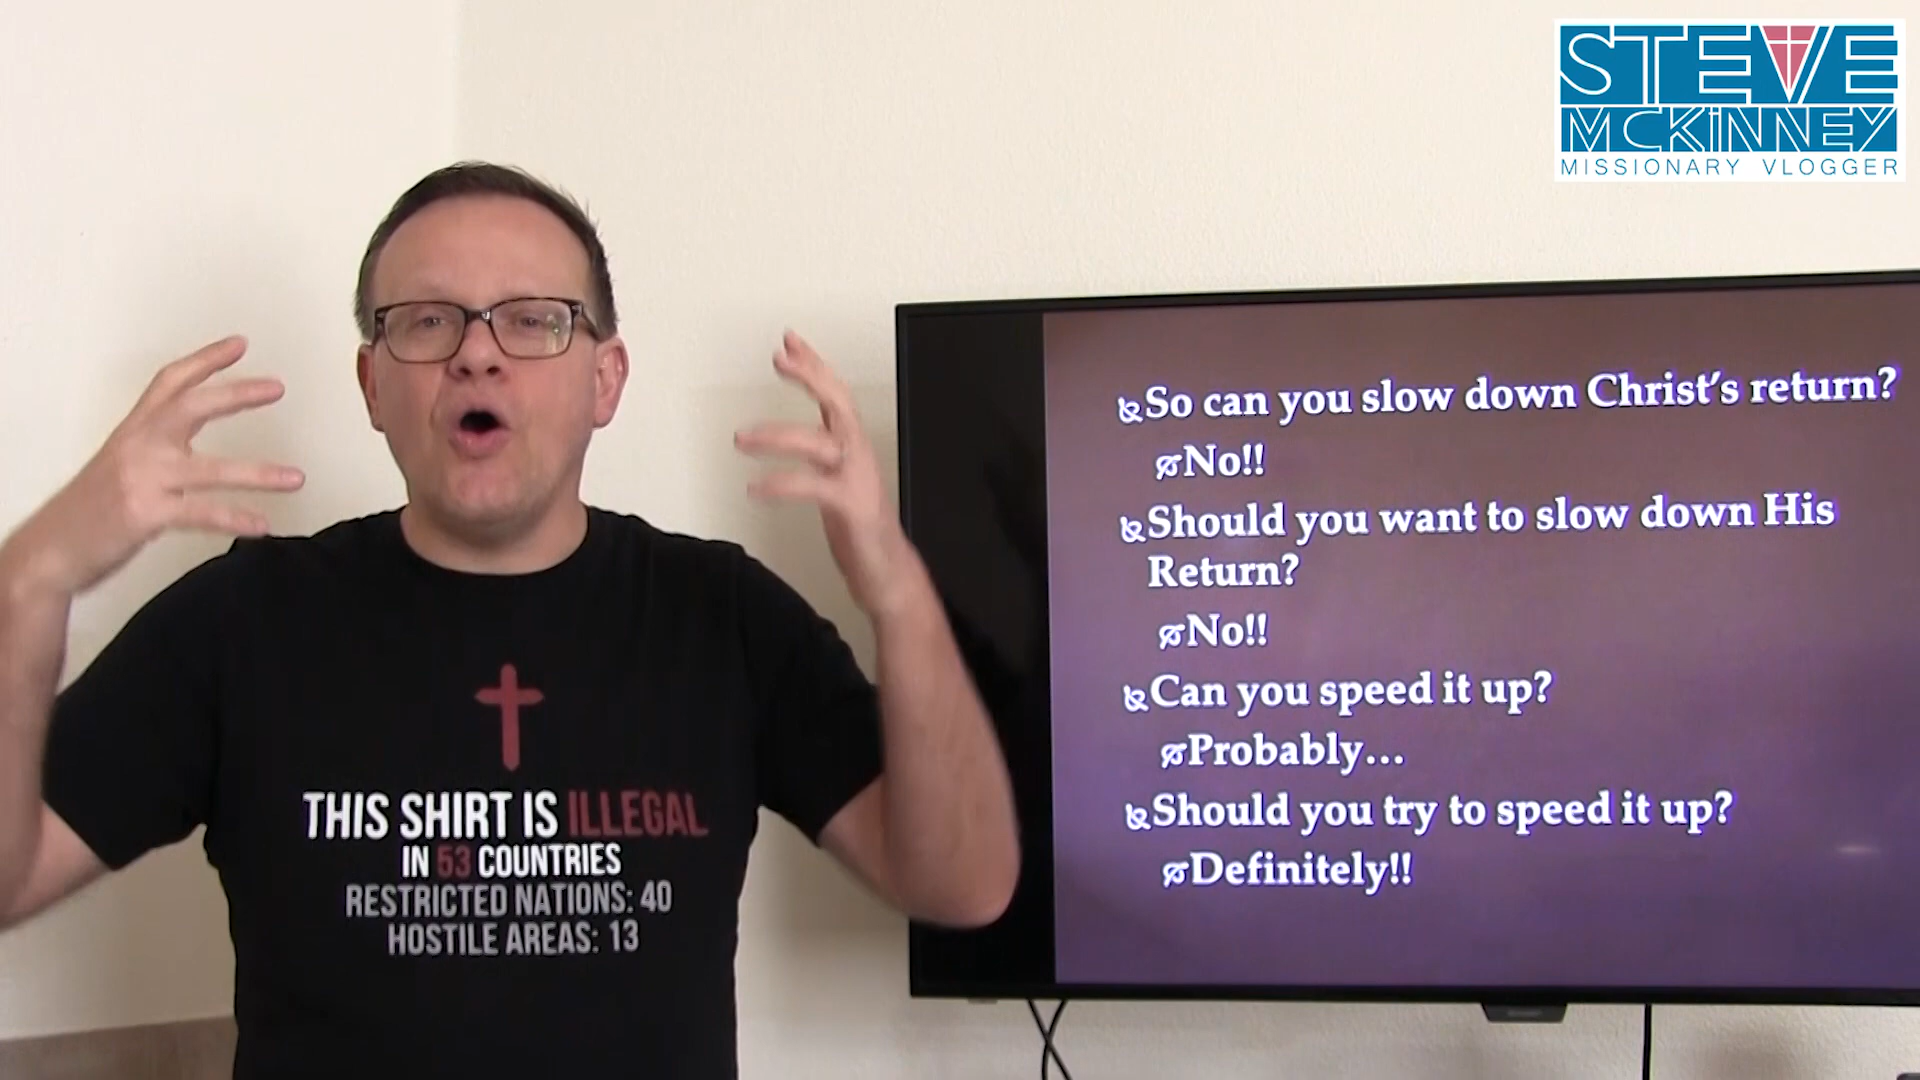 STEVE
MCKINNEY
MISSIONARY VLOGGER
So can you slow down Christ's return?
No!!
Should you want to slow down His
Return?
No!!
Can you speed it up?
Probably...
Should you try to speed it up?
Definitely!!
THIS SHIRT IS ILLEGAL
IN 53 COUNTRIES
RESTRICTED NATIONS: 40
HOSTILE AREAS: 13